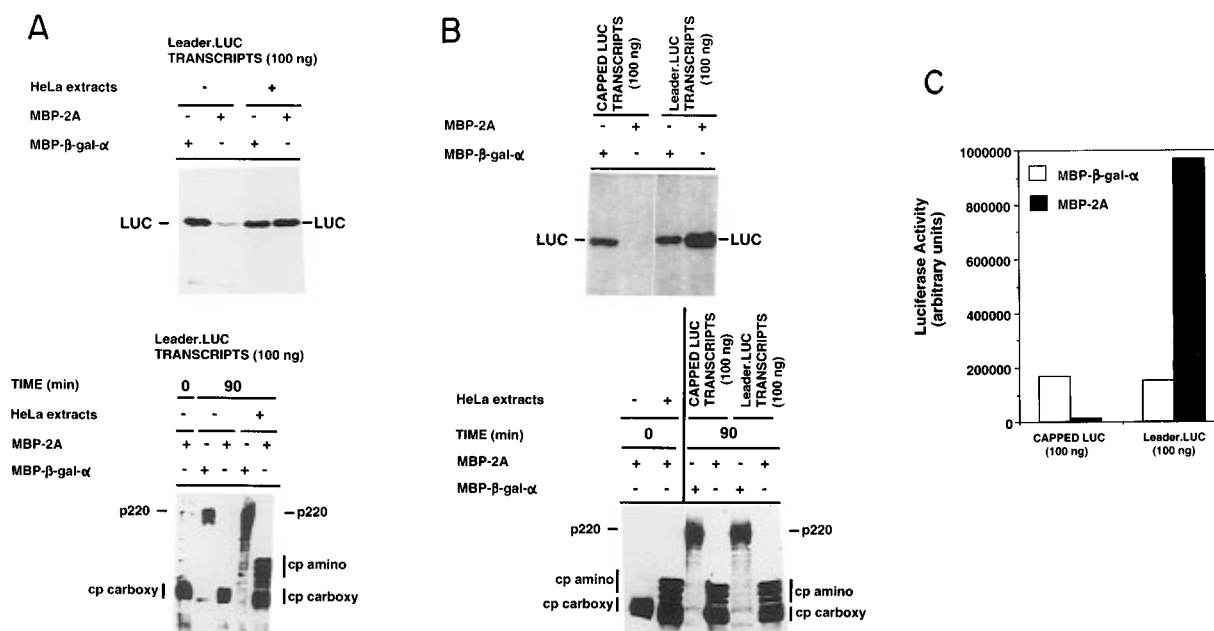 A
Leader.LUC
TRANSCRIPTS (100 ng)
HeLa extracts - +
MBP-2A - + - +
MBP-β-gal-α + - + -
LUC – –LUC
Leader.LUC
TRANSCRIPTS (100 ng)
TIME (min) 0 90
HeLa extracts - +
MBP-2A + - + - +
MBP-β-gal-α - + - + -
p220 – – p220
cp amino
cp carboxy cp carboxy
B
CAPPED LUC
TRANSCRIPTS
(100 ng)
Leader.LUC
TRANSCRIPTS
(100 ng)
MBP-2A - + - +
MBP-β-gal-α + - + -
LUC – –LUC
CAPPED LUC
TRANSCRIPTS
(100 ng)
Leader.LUC
TRANSCRIPTS
(100 ng)
HeLa extracts - +
TIME (min) 0 90
MBP-2A + + - + - +
MBP-β-gal-α - - + - + -
p220 – – p220
cp amino cp amino
cp carboxy cp carboxy
C
Luciferase Activity
(arbitrary units)
1000000
800000
600000
400000
200000
0
MBP-β-gal-α
MBP-2A
CAPPED LUC
(100 ng)
Leader.LUC
(100 ng)